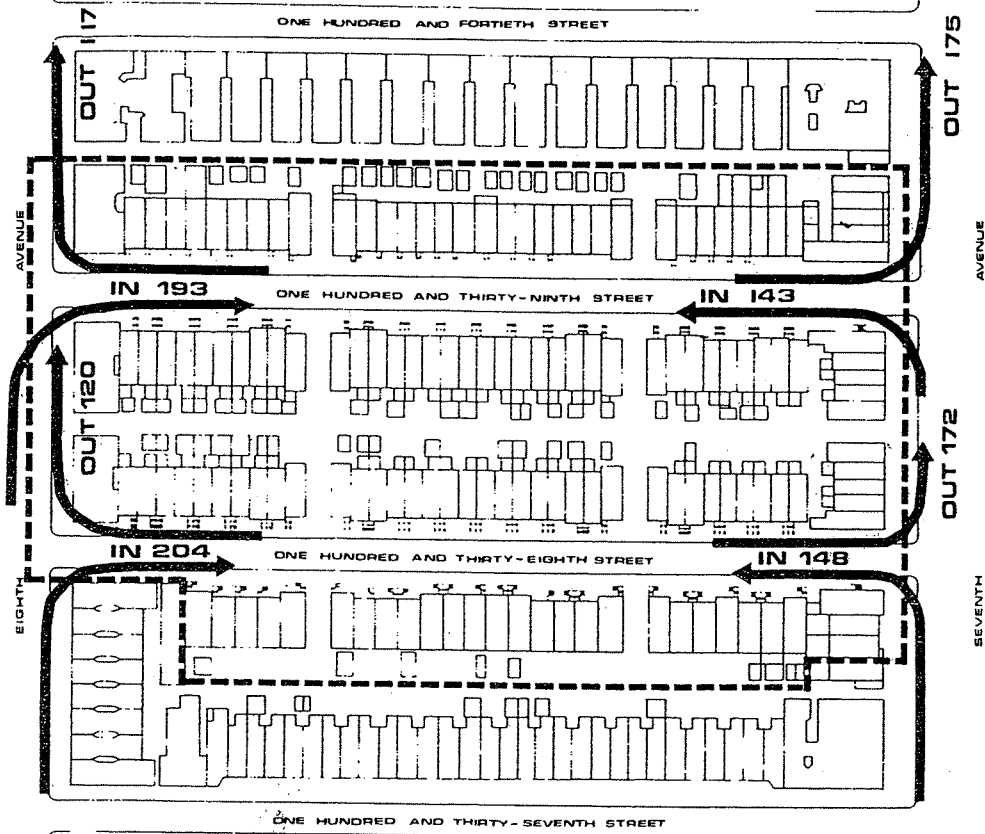 ONE HUNDRED AND FORTIETH STREET
OUT 117
OUT 175
AVENUE
AVENUE
IN 193
ONE HUNDRED AND THIRTY-NINTH STREET
IN 143
OUT 120
OUT 172
IN 204
ONE HUNDRED AND THIRTY-EIGHTH STREET
IN 148
EIGHTH
SEVENTH
ONE HUNDRED AND THIRTY-SEVENTH STREET